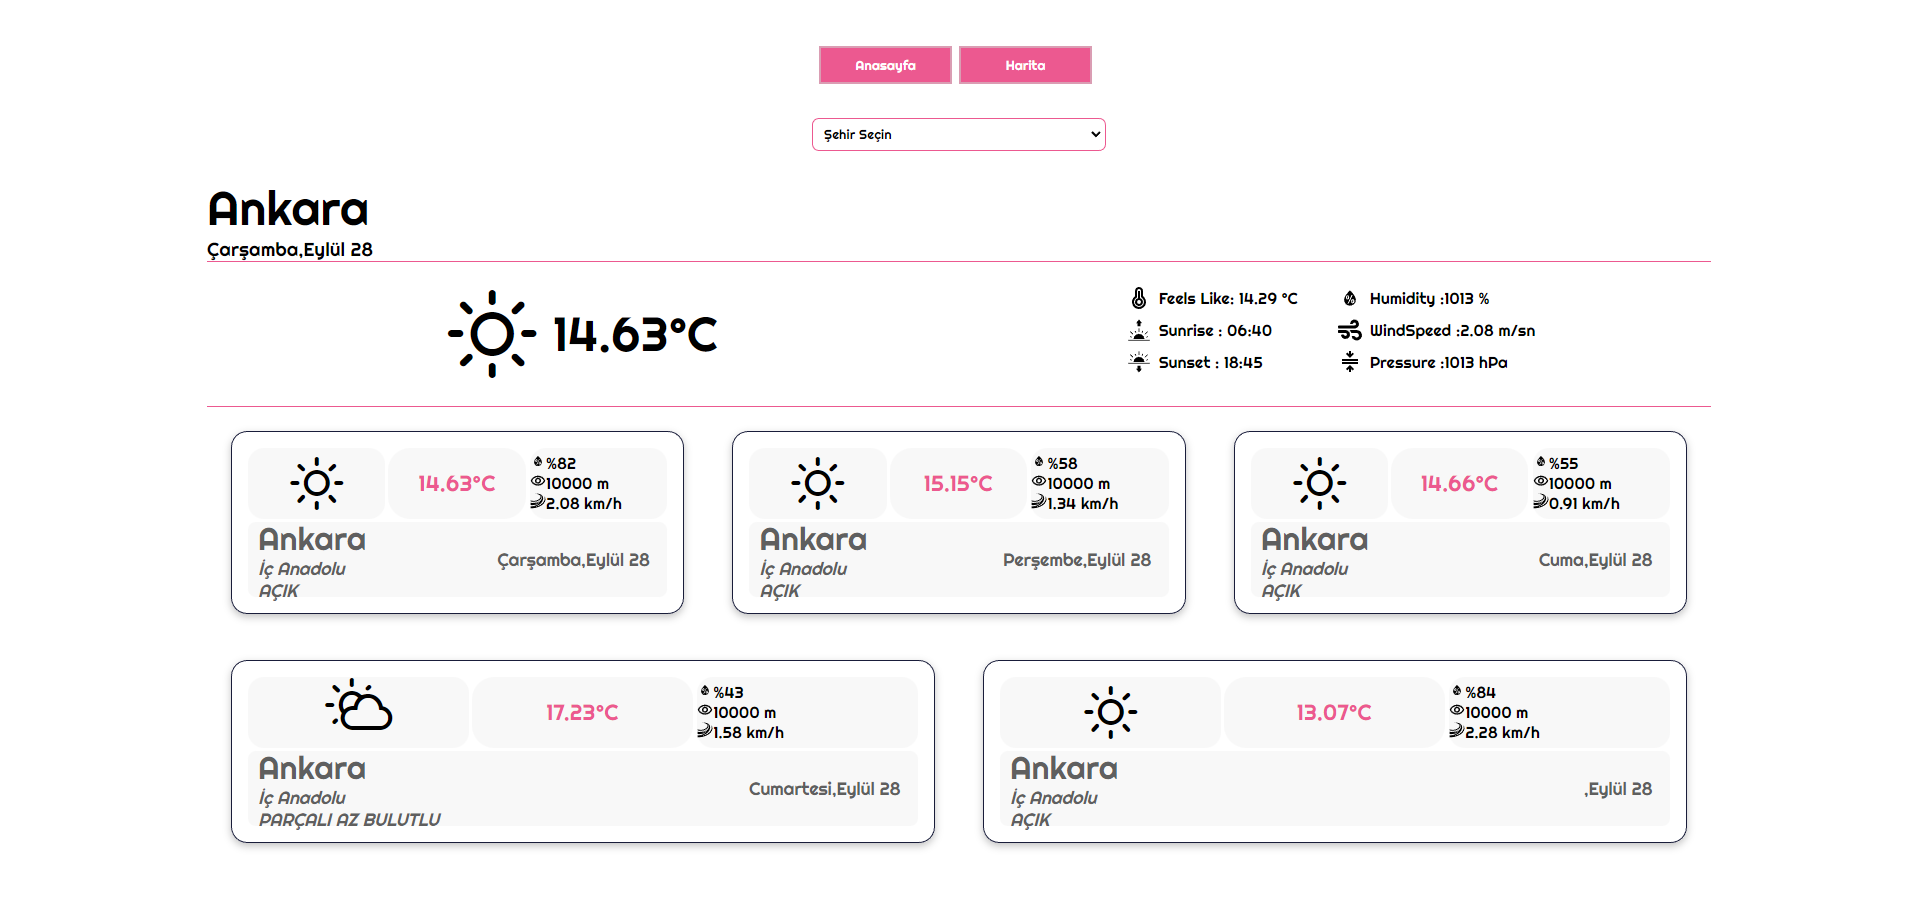 Anasayfa Harita
Şehir Seçin
Ankara
Çarşamba,Eylül 28
14.63°C
Feels Like: 14.29 °C Humidity :1013 %
Sunrise : 06:40 WindSpeed :2.08 m/sn
Sunset : 18:45 Pressure :1013 hPa
14.63°C
%82
10000 m
2.08 km/h
Ankara
İç Anadolu
AÇIK
Çarşamba,Eylül 28
15.15°C
%58
10000 m
1.34 km/h
Ankara
İç Anadolu
AÇIK
Perşembe,Eylül 28
14.66°C
%55
10000 m
0.91 km/h
Ankara
İç Anadolu
AÇIK
Cuma,Eylül 28
17.23°C
%43
10000 m
1.58 km/h
Ankara
İç Anadolu
PARÇALI AZ BULUTLU
Cumartesi,Eylül 28
13.07°C
%84
10000 m
2.28 km/h
Ankara
İç Anadolu
AÇIK
,Eylül 28